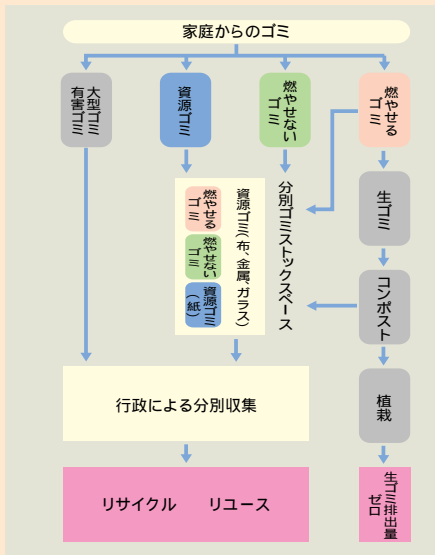 家庭からのゴミ
大型ゴミ
有害ゴミ
資源ゴミ
燃やせない
ゴミ
燃やせる
ゴミ
資源ゴミ(布、金属、ガラス)
燃やせる
ゴミ
燃やせない
ゴミ
資源ゴミ
(紙)
分別ゴミストックスペース
生ゴミ
コンポスト
植栽
行政による分別収集
リサイクル リユース
生ゴミ排出量
ゼロ